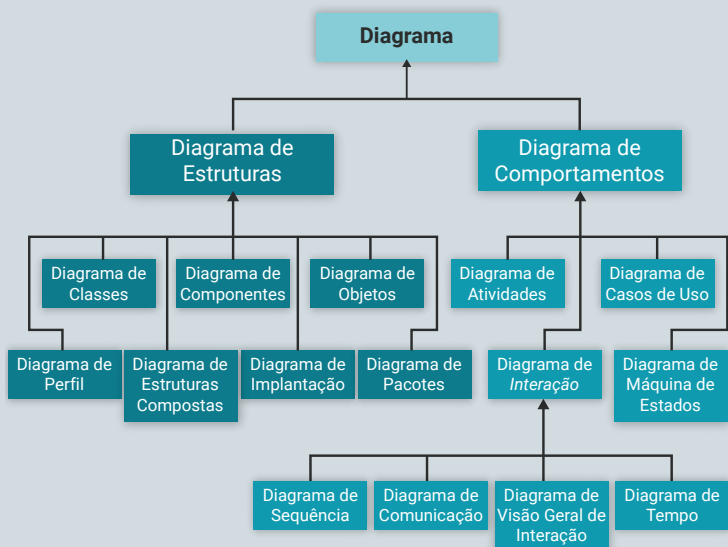 Diagrama
Diagrama de
Estruturas
Diagrama de
Comportamentos
Diagrama de
Classes
Diagrama de
Componentes
Diagrama de
Objetos
Diagrama de
Atividades
Diagrama de
Casos de Uso
Diagrama de
Perfil
Diagrama de
Estruturas
Compostas
Diagrama de
Implantação
Diagrama de
Pacotes
Diagrama de
Interação
Diagrama de
Máquina de
Estados
Diagrama de
Sequência
Diagrama de
Comunicação
Diagrama de
Visão Geral de
Interação
Diagrama de
Tempo